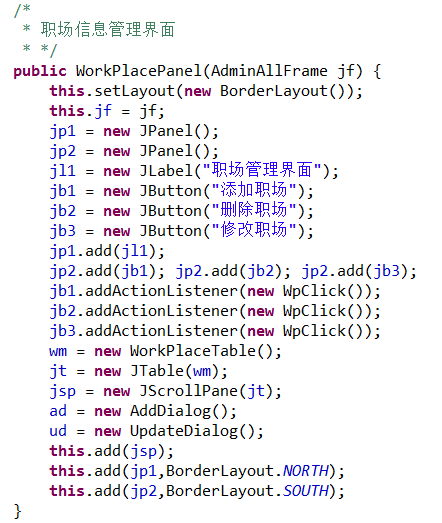 /*
 * 职场信息管理界面
 * */
public WorkPlacePanel(AdminAllFrame jf) {
    this.setLayout(new BorderLayout());
    this.jf = jf;
    jp1 = new JPanel();
    jp2 = new JPanel();
    jl1 = new JLabel("职场管理界面");
    jb1 = new JButton("添加职场");
    jb2 = new JButton("删除职场");
    jb3 = new JButton("修改职场");
    jp1.add(jl1);
    jp2.add(jb1); jp2.add(jb2); jp2.add(jb3);
    jb1.addActionListener(new WpClick());
    jb2.addActionListener(new WpClick());
    jb3.addActionListener(new WpClick());
    wm = new WorkPlaceTable();
    jt = new JTable(wm);
    jsp = new JScrollPane(jt);
    ad = new AddDialog();
    ud = new UpdateDialog();
    this.add(jsp);
    this.add(jp1,BorderLayout.NORTH);
    this.add(jp2,BorderLayout.SOUTH);
}